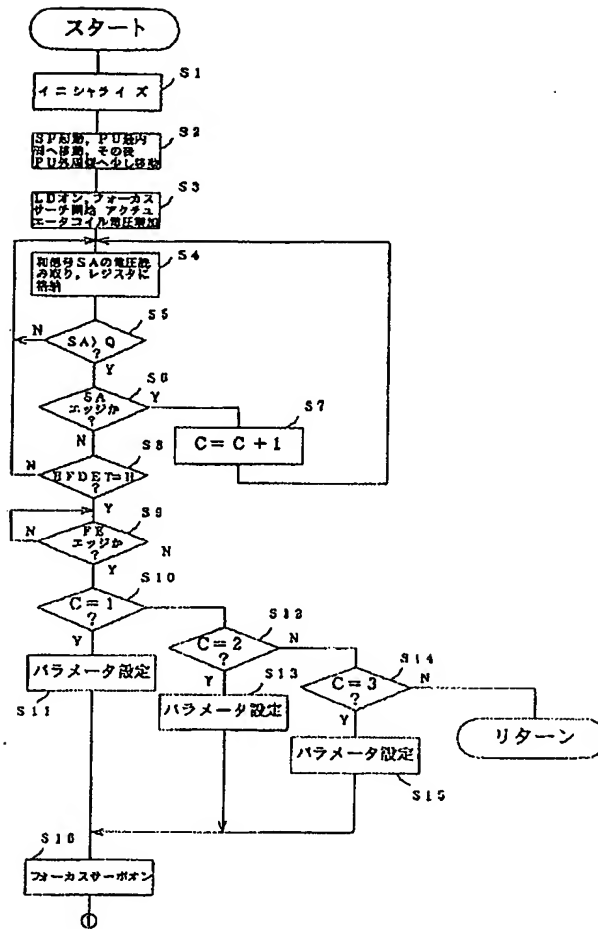 スタート
S1
イニシャライズ
S2
SP起動，PU最内
周へ移動，その後
PU外周側へ少し移動
S3
LDオン，フォーカス
サーチ開始 アクチュ
エータコイル電圧増加
S4
和信号SAの電圧読
み取り，レジスタに
格納
S5
N
SA>Q
?
Y
S6
SA
エッジか
?
Y
S7
C=C+1
N
S8
N
?
Y
S9
N
FE
エッジか
?
N
Y
S10
C=1
?
S12
Y
C=2
?
N
S14
パラメータ設定
S11
Y
S13
パラメータ設定
C=3
?
N
Y
リターン
パラメータ設定
S15
S16
フォーカスサーボオン
①